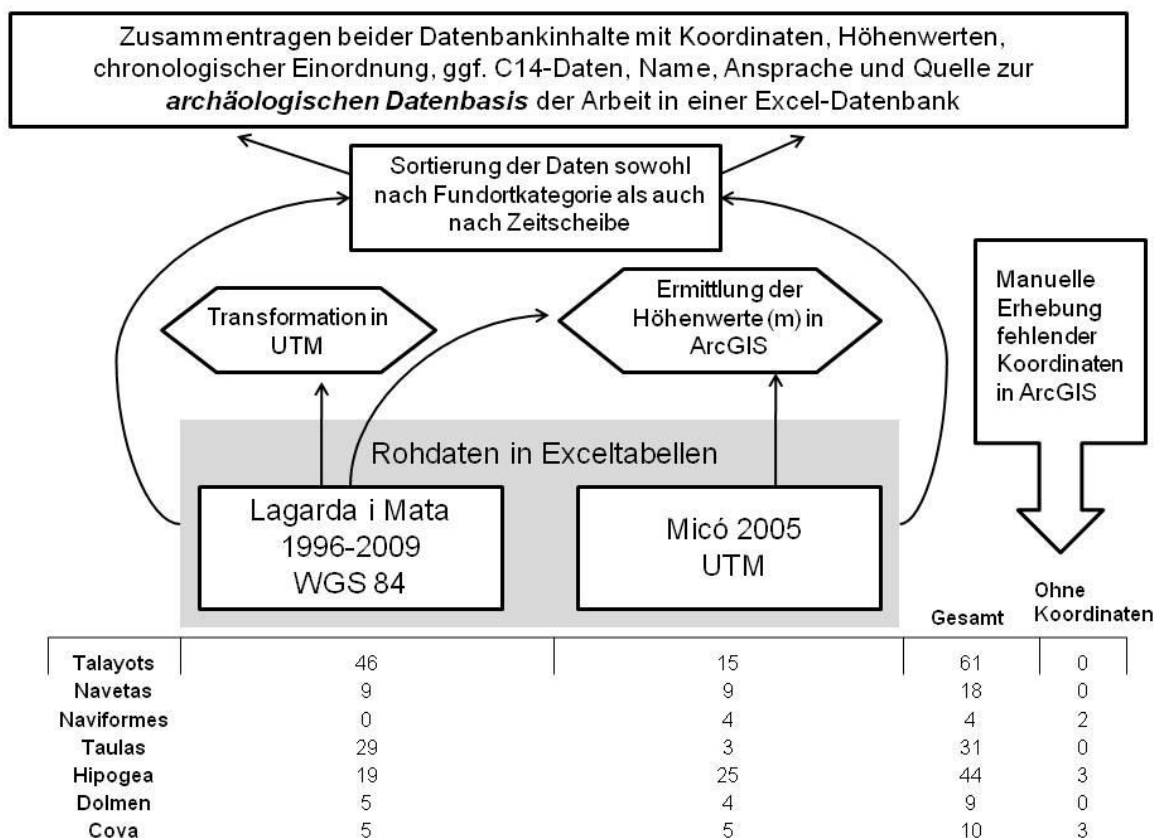 Zusammentragen beider Datenbankinhalte mit Koordinaten, Höhenwerten,
chronologischer Einordnung, ggf. C14-Daten, Name, Ansprache und Quelle zur
archäologischen Datenbasis der Arbeit in einer Excel-Datenbank
Sortierung der Daten sowohl
nach Fundortkategorie als auch
nach Zeitscheibe
Transformation in
UTM
Ermittlung der
Höhenwerte (m) in
ArcGIS
Manuelle
Erhebung
fehlender
Koordinaten
in ArcGIS
Rohdaten in Exceltabellen
Lagarda i Mata
1996-2009
WGS 84
Micó 2005
UTM
Gesamt
Ohne
Koordinaten
Talayots 46 15 61 0
Navetas 9 9 18 0
Naviformes 0 4 4 2
Taulas 29 3 31 0
Hipogea 19 25 44 3
Dolmen 5 4 9 0
Cova 5 5 10 3